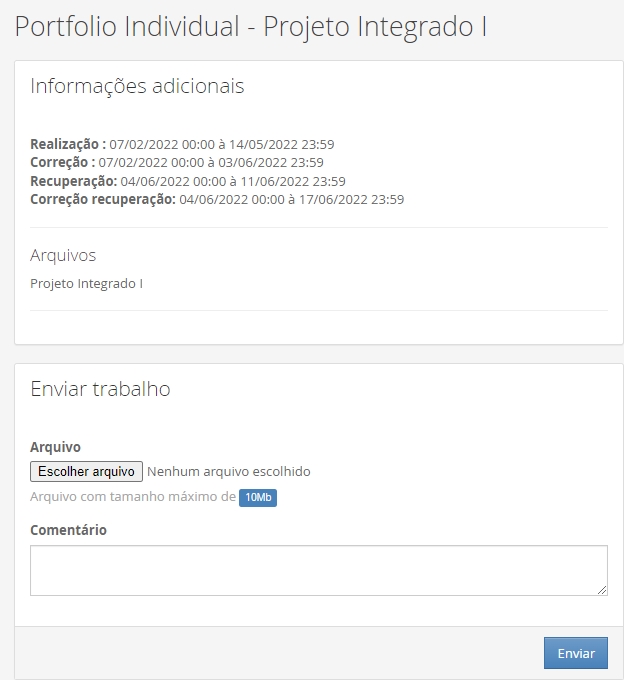 Portfolio Individual - Projeto Integrado I
Informações adicionais
Realização : 07/02/2022 00:00 à 14/05/2022 23:59
Correção : 07/02/2022 00:00 à 03/06/2022 23:59
Recuperação: 04/06/2022 00:00 à 11/06/2022 23:59
Correção recuperação: 04/06/2022 00:00 à 17/06/2022 23:59
Arquivos
Projeto Integrado I
Enviar trabalho
Arquivo
Escolher arquivo Nenhum arquivo escolhido
Arquivo com tamanho máximo de 10Mb
Comentário
Enviar